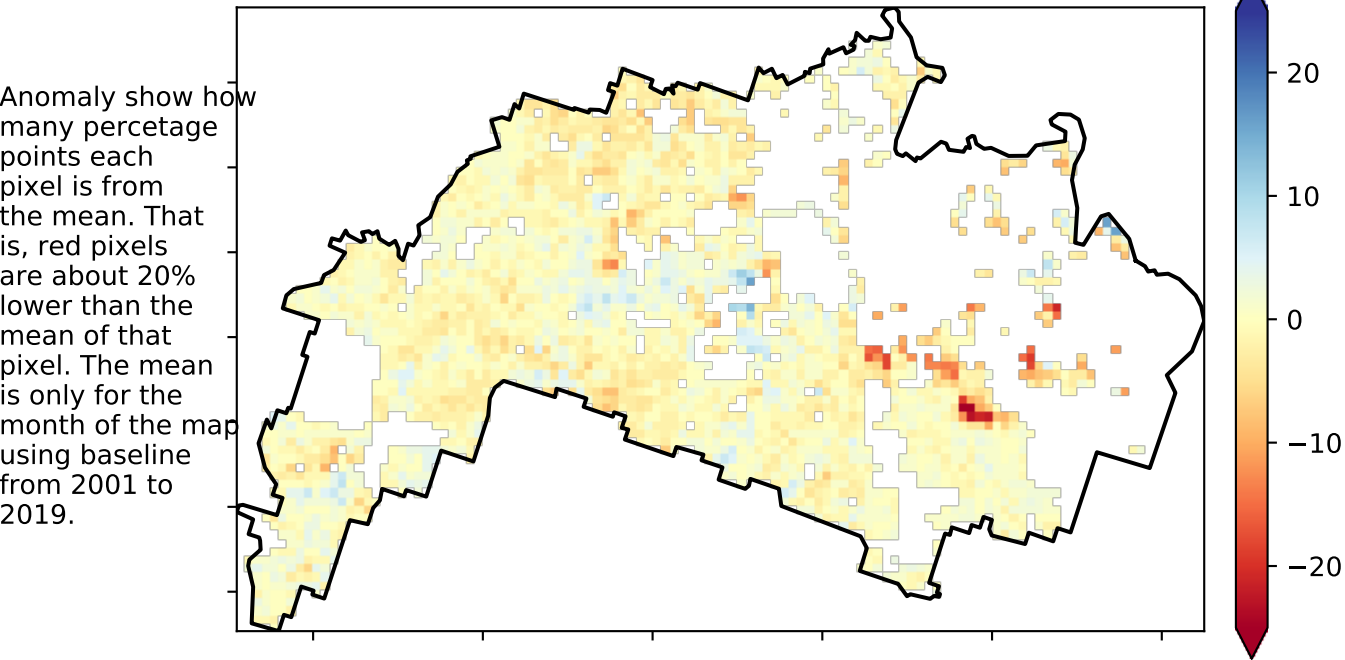 Anomaly show how
many percetage
points each
pixel is from
the mean. That
is, red pixels
are about 20%
lower than the
mean of that
pixel. The mean
is only for the
month of the map
using baseline
from 2001 to
2019.
20
10
0
−10
−20